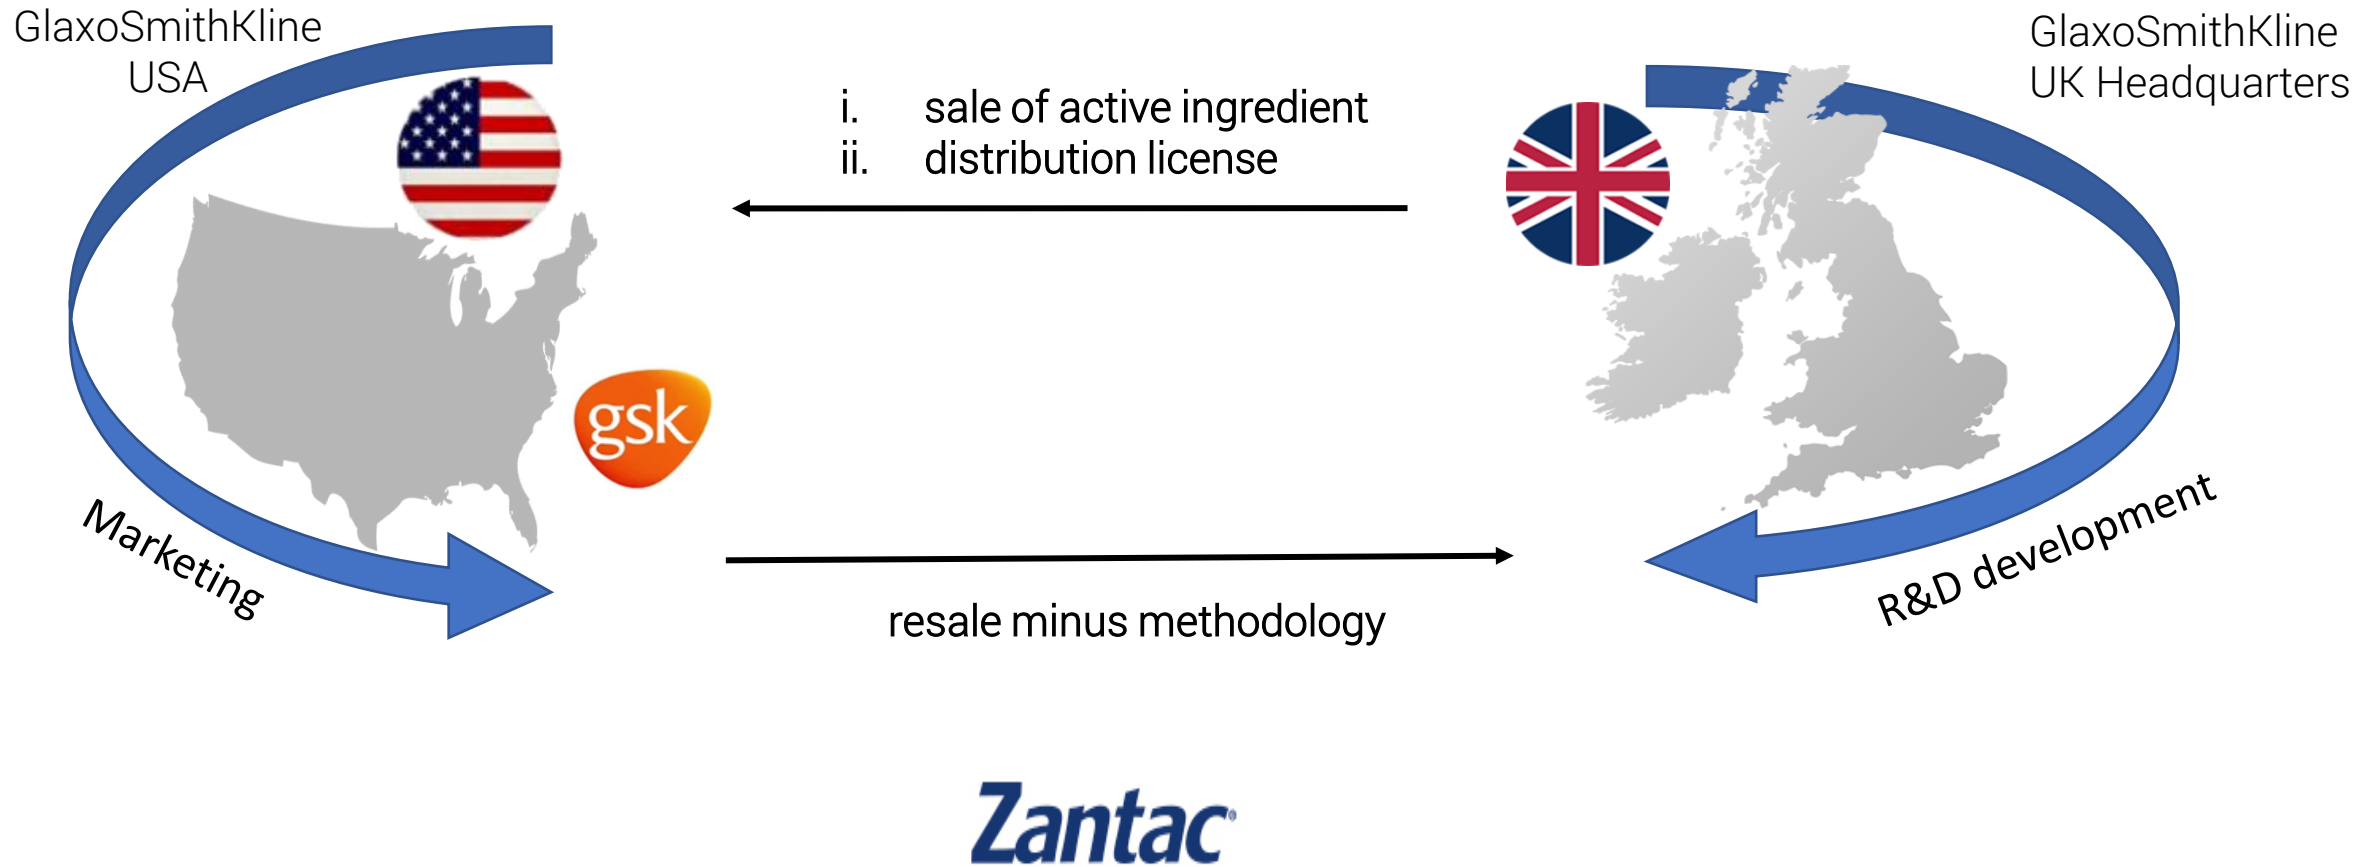 GlaxoSmithKline
USA
GlaxoSmithKline
UK Headquarters
i. sale of active ingredient
ii. distribution license
gsk
Marketing
R&D development
resale minus methodology
Zantac®